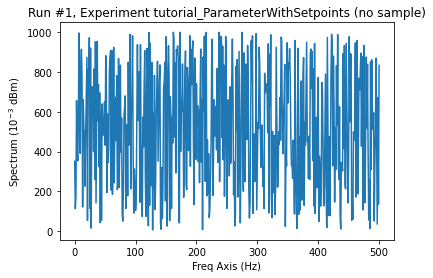 Run #1, Experiment tutorial_ParameterWithSetpoints (no sample)
1000
800
600
400
200
0
Spectrum (10⁻³ dBm)
0 100 200 300 400 500
Freq Axis (Hz)